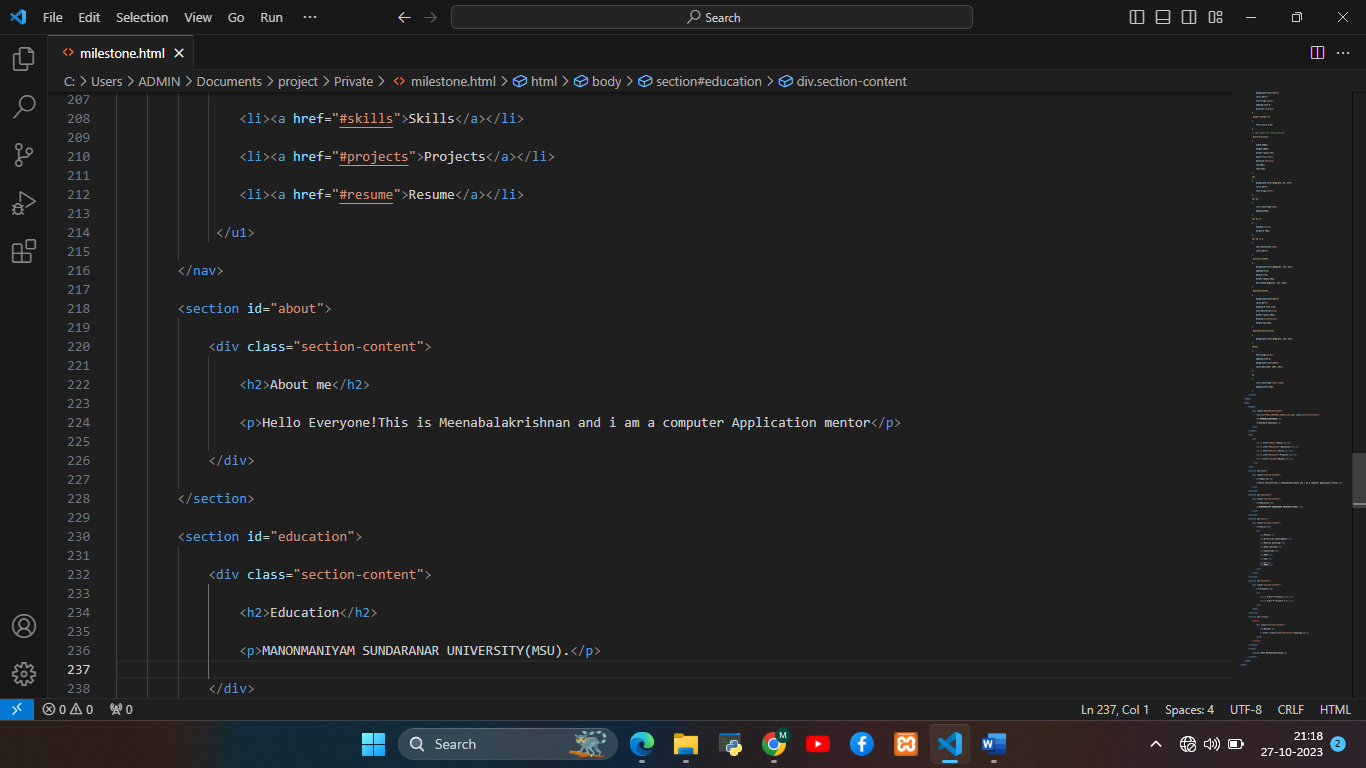 File Edit Selection View Go Run ···
Search
milestone.html
C: > Users > ADMIN > Documents > project > Private > milestone.html > html > body > section#education > div.section-content
207
208 <li><a href="#skills">Skills</a></li>
209
210 <li><a href="#projects">Projects</a></li>
211
212 <li><a href="#resume">Resume</a></li>
213
214 </u1>
215
216 </nav>
217
218 <section id="about">
219
220 <div class="section-content">
221
222 <h2>About me</h2>
223
224 <p>Hello Everyone!This is Meenabalakrishnan and i am a computer Application mentor</p>
225
226 </div>
227
228 </section>
229
230 <section id="education">
231
232 <div class="section-content">
233
234 <h2>Education</h2>
235
236 <p>MANONMANIYAM SUNDARANAR UNIVERSITY(MSU).</p>
237
238 </div>
0 0 0 Ln 237, Col 1 Spaces: 4 UTF-8 CRLF HTML
Search M 21:18
27-10-2023 2